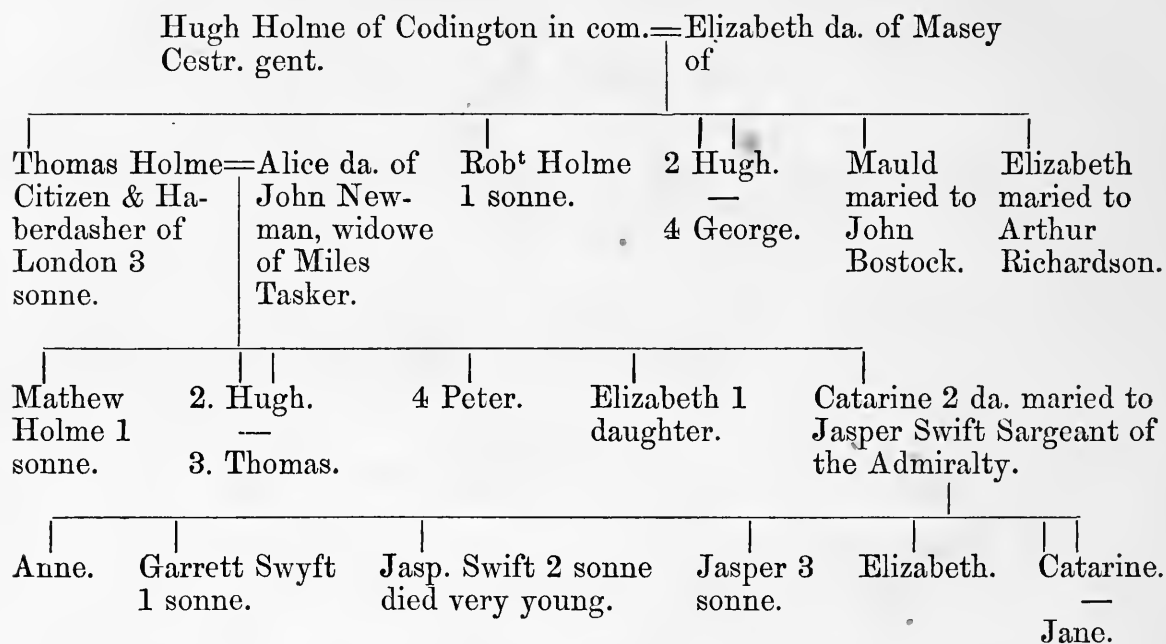 Hugh Holme of Codington in com.=Elizabeth da. of Masey
Cestr. gent. of
Thomas Holme=Alice da. of
Citizen & Ha- John New-
berdasher of man, widowe
London 3 of Miles
sonne. Tasker.
Robt Holme
1 sonne.
2 Hugh.
—
4 George.
Mauld
maried to
John
Bostock.
Elizabeth
maried to
Arthur
Richardson.
Mathew
Holme 1
sonne.
2. Hugh.
—
3. Thomas.
4 Peter.
Elizabeth 1
daughter.
Catarine 2 da. maried to
Jasper Swift Sargeant of
the Admiralty.
Anne.
Garrett Swyft
1 sonne.
Jasp. Swift 2 sonne
died very young.
Jasper 3
sonne.
Elizabeth.
Catarine.
—
Jane.